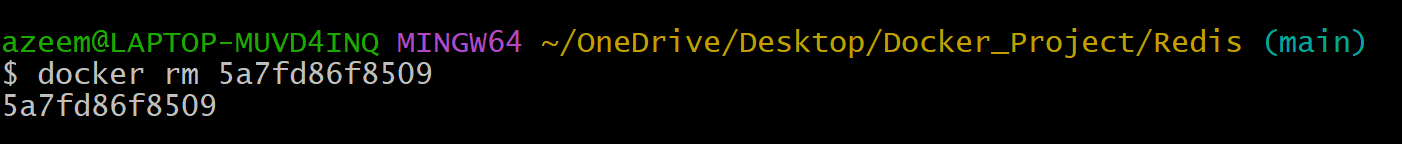 azeem@LAPTOP-MUVD4INQ MINGW64 ~/OneDrive/Desktop/Docker_Project/Redis (main)
$ docker rm 5a7fd86f8509
5a7fd86f8509